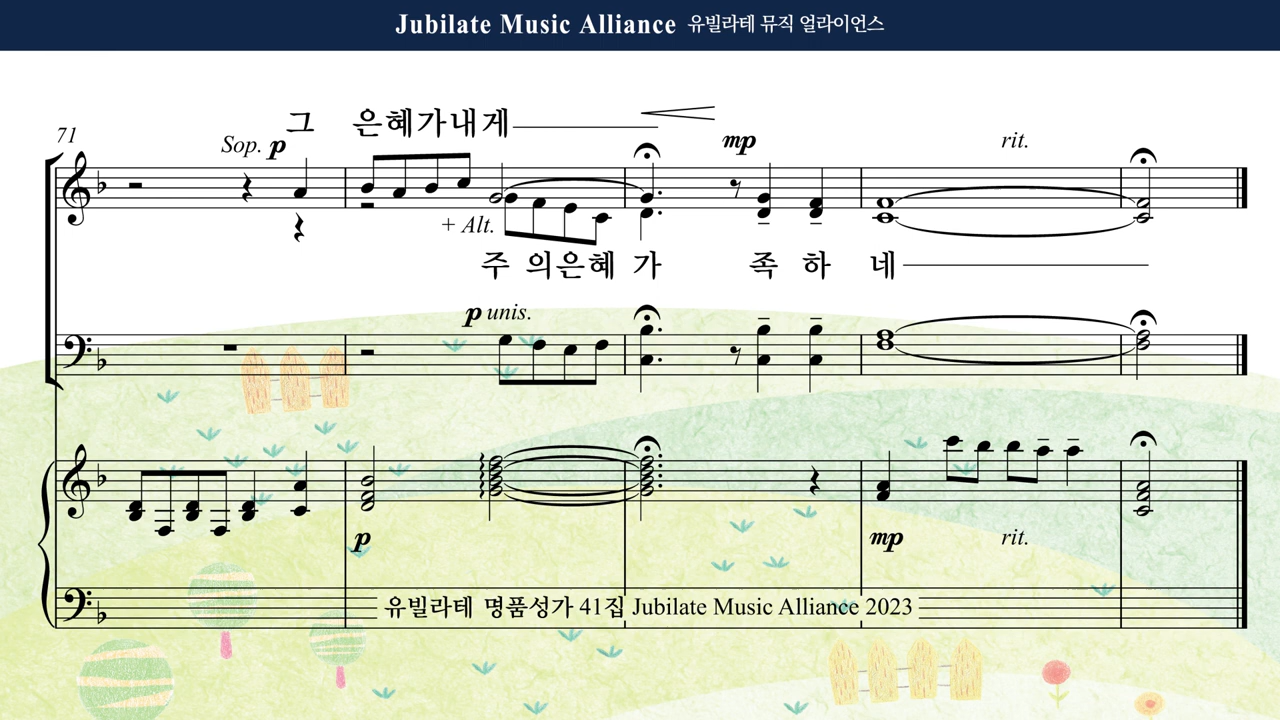 Jubilate Music Alliance 유빌라테 뮤직 얼라이언스
71
그 은혜가내게
Sop. p
mp
rit.
+ Alt.
주 의은혜 가 족 하 네
p unis.
p
mp
rit.
유빌라테 명품성가 41집 Jubilate Music Alliance 2023